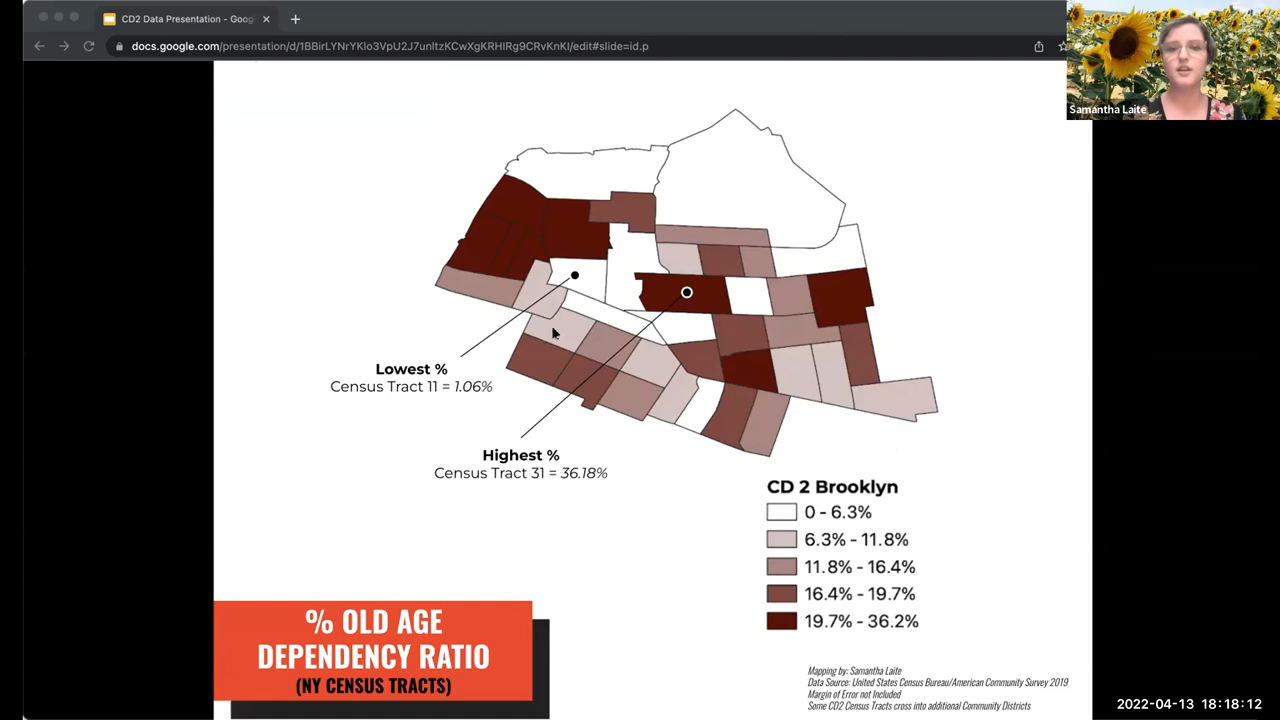 CD2 Data Presentation - Goog
docs.google.com/presentation/d/1BBirLYNrYKlo3VpU2J7unltzKCwXgKRHlRg9CRvKnKI/edit#slide=id.p
Samantha Laite
Lowest %
Census Tract 11 = 1.06%
Highest %
Census Tract 31 = 36.18%
CD 2 Brooklyn
0 - 6.3%
6.3% - 11.8%
11.8% - 16.4%
16.4% - 19.7%
19.7% - 36.2%
% OLD AGE
DEPENDENCY RATIO
(NY CENSUS TRACTS)
Mapping by: Samantha Laite
Data Source: United States Census Bureau/American Community Survey 2019
Margin of Error not Included
Some CD2 Census Tracts cross into additional Community Districts
2022-04-13 18:18:12